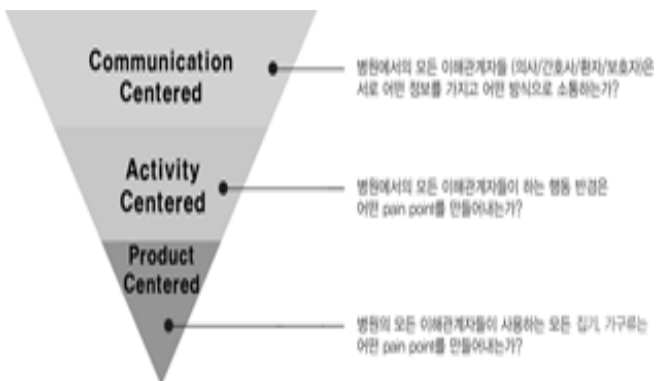 Communication
Centered
병원에서의 모든 이해관계자들 (의사/간호사/환자/보호자)은
서로 어떤 정보를 가지고 어떤 방식으로 소통하는가?
Activity
Centered
병원에서의 모든 이해관계자들이 하는 행동 반경은
어떤 pain point를 만들어내는가?
Product
Centered
병원의 모든 이해관계자들이 사용하는 모든 집기, 가구류는
어떤 pain point를 만들어내는가?